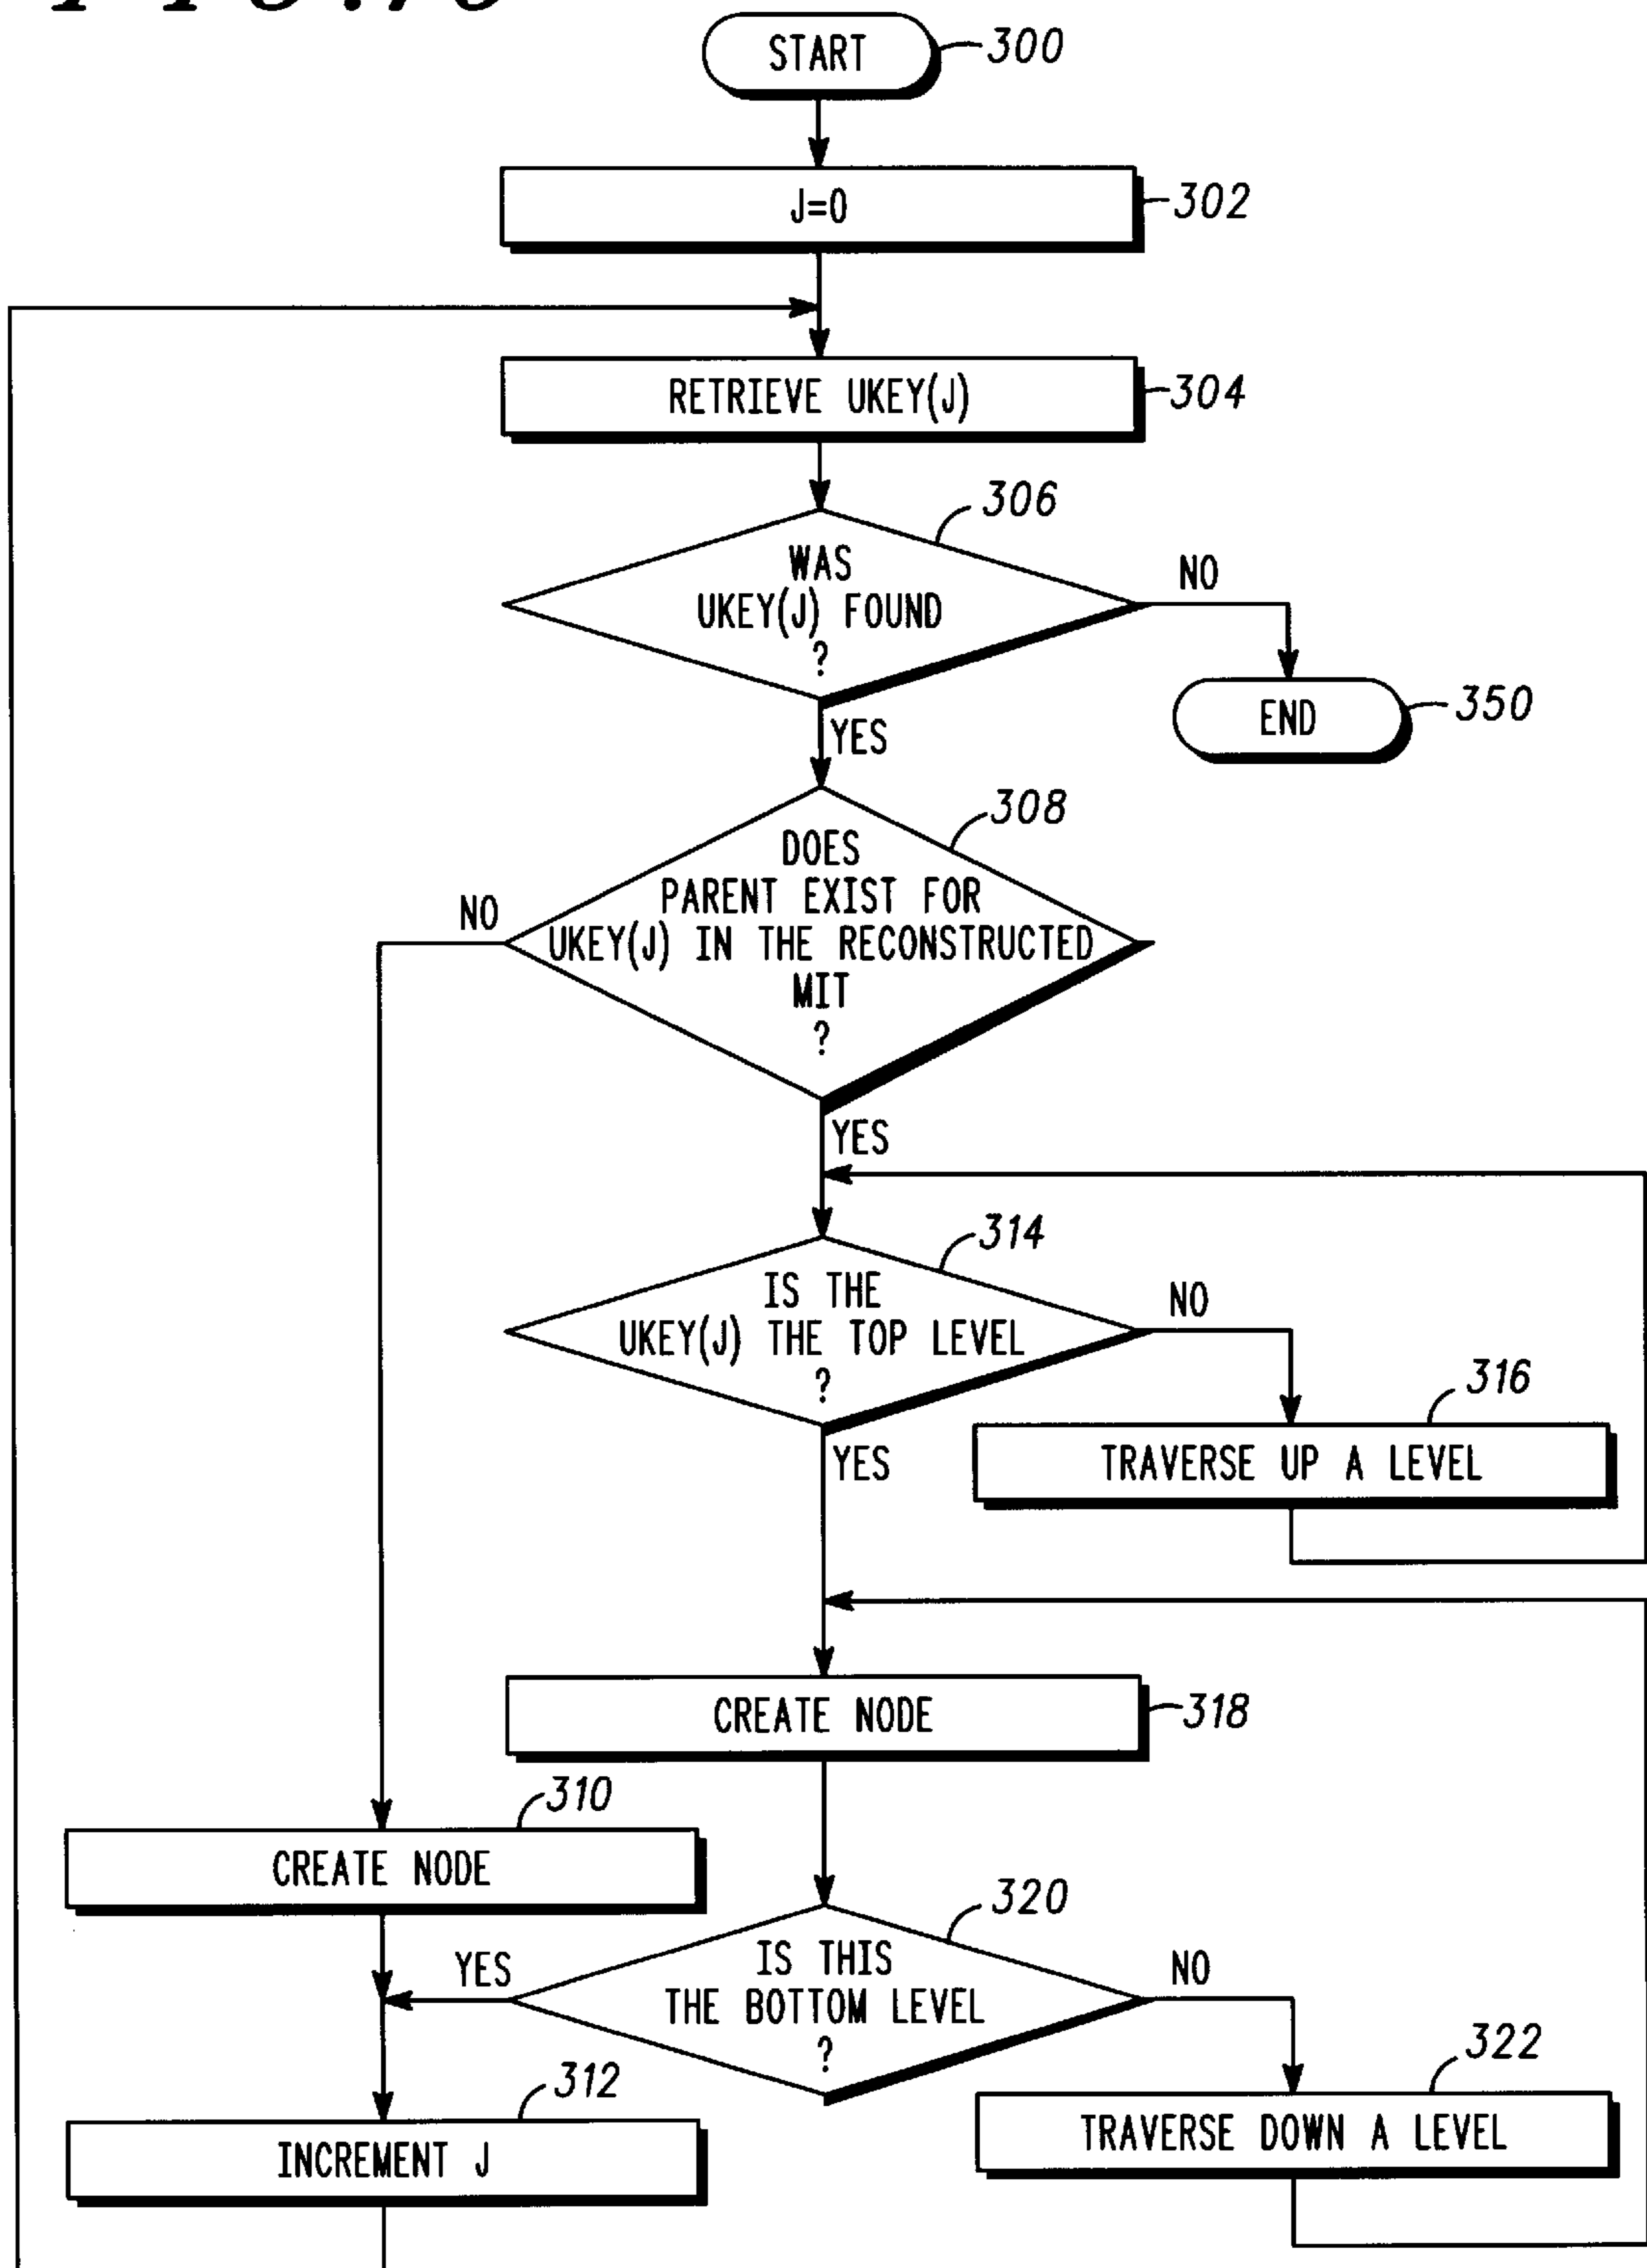 START
300
J=0
302
RETRIEVE UKEY(J)
304
306
WAS
UKEY(J) FOUND
?
NO
END
350
YES
308
DOES
PARENT EXIST FOR
UKEY(J) IN THE RECONSTRUCTED
MIT
?
NO
YES
314
IS THE
UKEY(J) THE TOP LEVEL
?
NO
316
TRAVERSE UP A LEVEL
YES
CREATE NODE
318
310
CREATE NODE
320
IS THIS
THE BOTTOM LEVEL
?
YES
NO
322
TRAVERSE DOWN A LEVEL
312
INCREMENT J